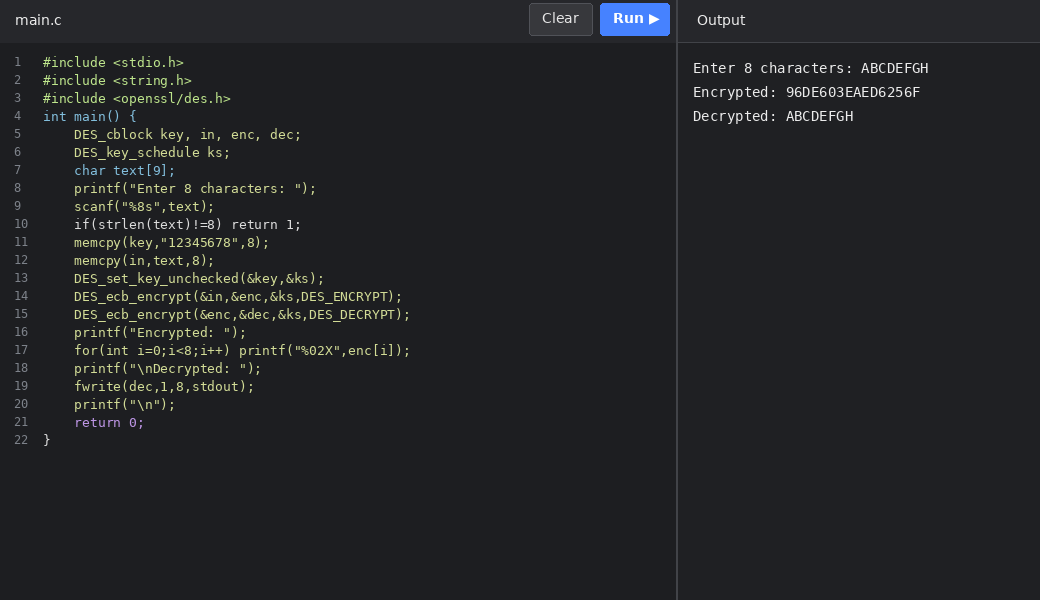 main.c
Clear
Run ▶
Output
1 #include <stdio.h>
2 #include <string.h>
3 #include <openssl/des.h>
4 int main() {
5     DES_cblock key, in, enc, dec;
6     DES_key_schedule ks;
7     char text[9];
8     printf("Enter 8 characters: ");
9     scanf("%8s",text);
10     if(strlen(text)!=8) return 1;
11     memcpy(key,"12345678",8);
12     memcpy(in,text,8);
13     DES_set_key_unchecked(&key,&ks);
14     DES_ecb_encrypt(&in,&enc,&ks,DES_ENCRYPT);
15     DES_ecb_encrypt(&enc,&dec,&ks,DES_DECRYPT);
16     printf("Encrypted: ");
17     for(int i=0;i<8;i++) printf("%02X",enc[i]);
18     printf("\nDecrypted: ");
19     fwrite(dec,1,8,stdout);
20     printf("\n");
21     return 0;
22 }
Enter 8 characters: ABCDEFGH
Encrypted: 96DE603EAED6256F
Decrypted: ABCDEFGH